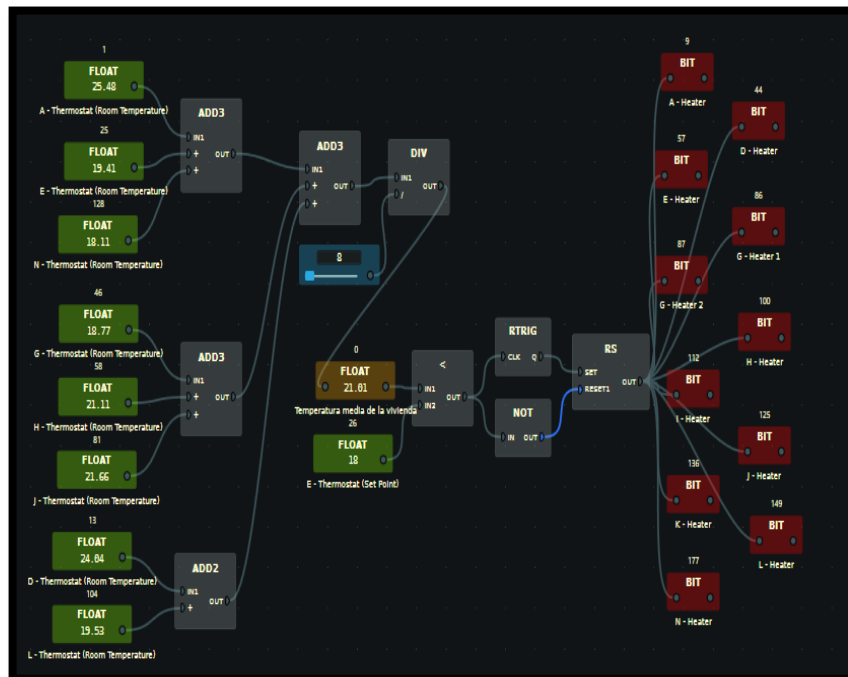 1
FLOAT
25.48
A - Thermostat (Room Temperature)
25
FLOAT
19.41
E - Thermostat (Room Temperature)
128
FLOAT
18.11
N - Thermostat (Room Temperature)
ADD3
IN1
+
OUT
+
46
FLOAT
18.77
G - Thermostat (Room Temperature)
58
FLOAT
21.11
H - Thermostat (Room Temperature)
81
FLOAT
21.66
J - Thermostat (Room Temperature)
ADD3
IN1
+
OUT
+
13
FLOAT
24.04
D - Thermostat (Room Temperature)
104
FLOAT
19.53
L - Thermostat (Room Temperature)
ADD2
IN1
OUT
+
ADD3
IN1
+
OUT
+
DIV
IN1
OUT
/
8
0
FLOAT
21.01
Temperatura media de la vivienda
26
FLOAT
18
E - Thermostat (Set Point)
<
IN1
OUT
IN2
RTRIG
CLK Q
NOT
IN OUT
RS
SET
OUT
RESET1
9
BIT
A - Heater
44
BIT
D - Heater
57
BIT
E - Heater
86
BIT
G - Heater 1
87
BIT
G - Heater 2
100
BIT
H - Heater
112
BIT
I - Heater
125
BIT
J - Heater
136
BIT
K - Heater
149
BIT
L - Heater
177
BIT
N - Heater